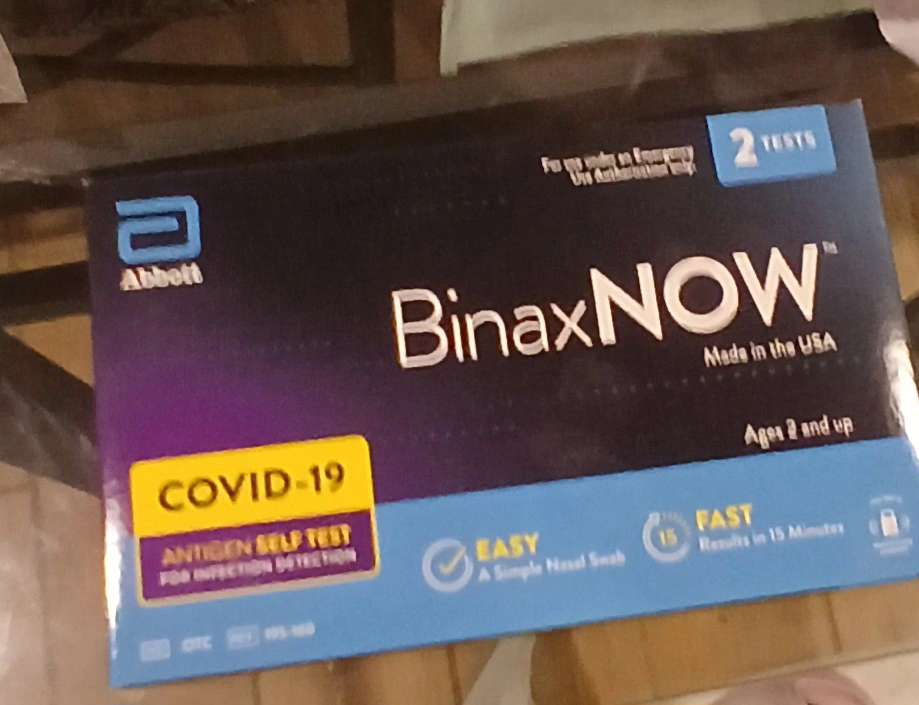 For use under an Emergency
Use Authorization only.
2 TESTS
Abbott
BinaxNOW™
Made in the USA
Ages 2 and up
COVID-19
ANTIGEN SELF TEST
FOR INFECTION DETECTION
EASY
A Simple Nasal Swab
15
FAST
Results in 15 Minutes
OTC 195-160